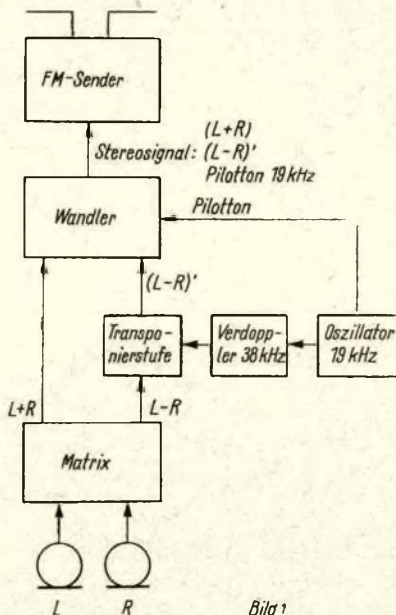 FM-Sender
(L+R)
Stereosignal: (L-R)'
Pilotton 19 kHz
Wandler
Pilotton
(L-R)'
Transpo-
nierstufe
Verdopp-
ler 38 kHz
Oszillator
19 kHz
L+R
L-R
Matrix
L
R
Bild 1